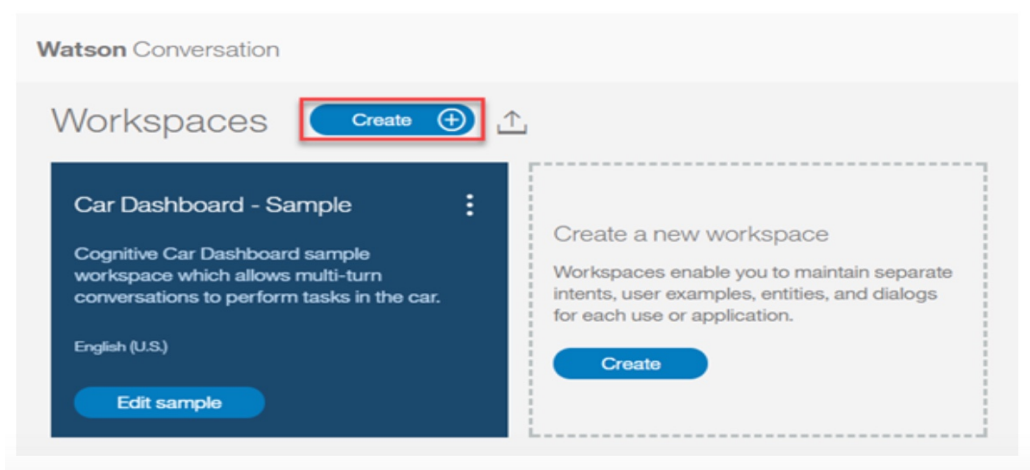 Watson Conversation
Workspaces Create
Car Dashboard - Sample
Cognitive Car Dashboard sample
workspace which allows multi-turn
conversations to perform tasks in the car.
English (U.S.)
Edit sample
Create a new workspace
Workspaces enable you to maintain separate
intents, user examples, entities, and dialogs
for each use or application.
Create